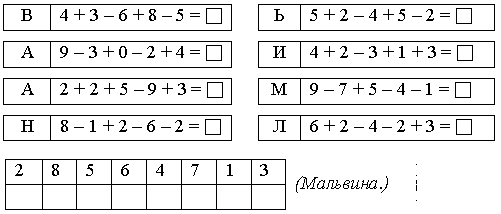 В 4 + 3 – 6 + 8 – 5 = □
Ь 5 + 2 – 4 + 5 – 2 = □
А 9 – 3 + 0 – 2 + 4 = □
И 4 + 2 – 3 + 1 + 3 = □
А 2 + 2 + 5 – 9 + 3 = □
М 9 – 7 + 5 – 4 – 1 = □
Н 8 – 1 + 2 – 6 – 2 = □
Л 6 + 2 – 4 – 2 + 3 = □
2 8 5 6 4 7 1 3
(Мальвина.)